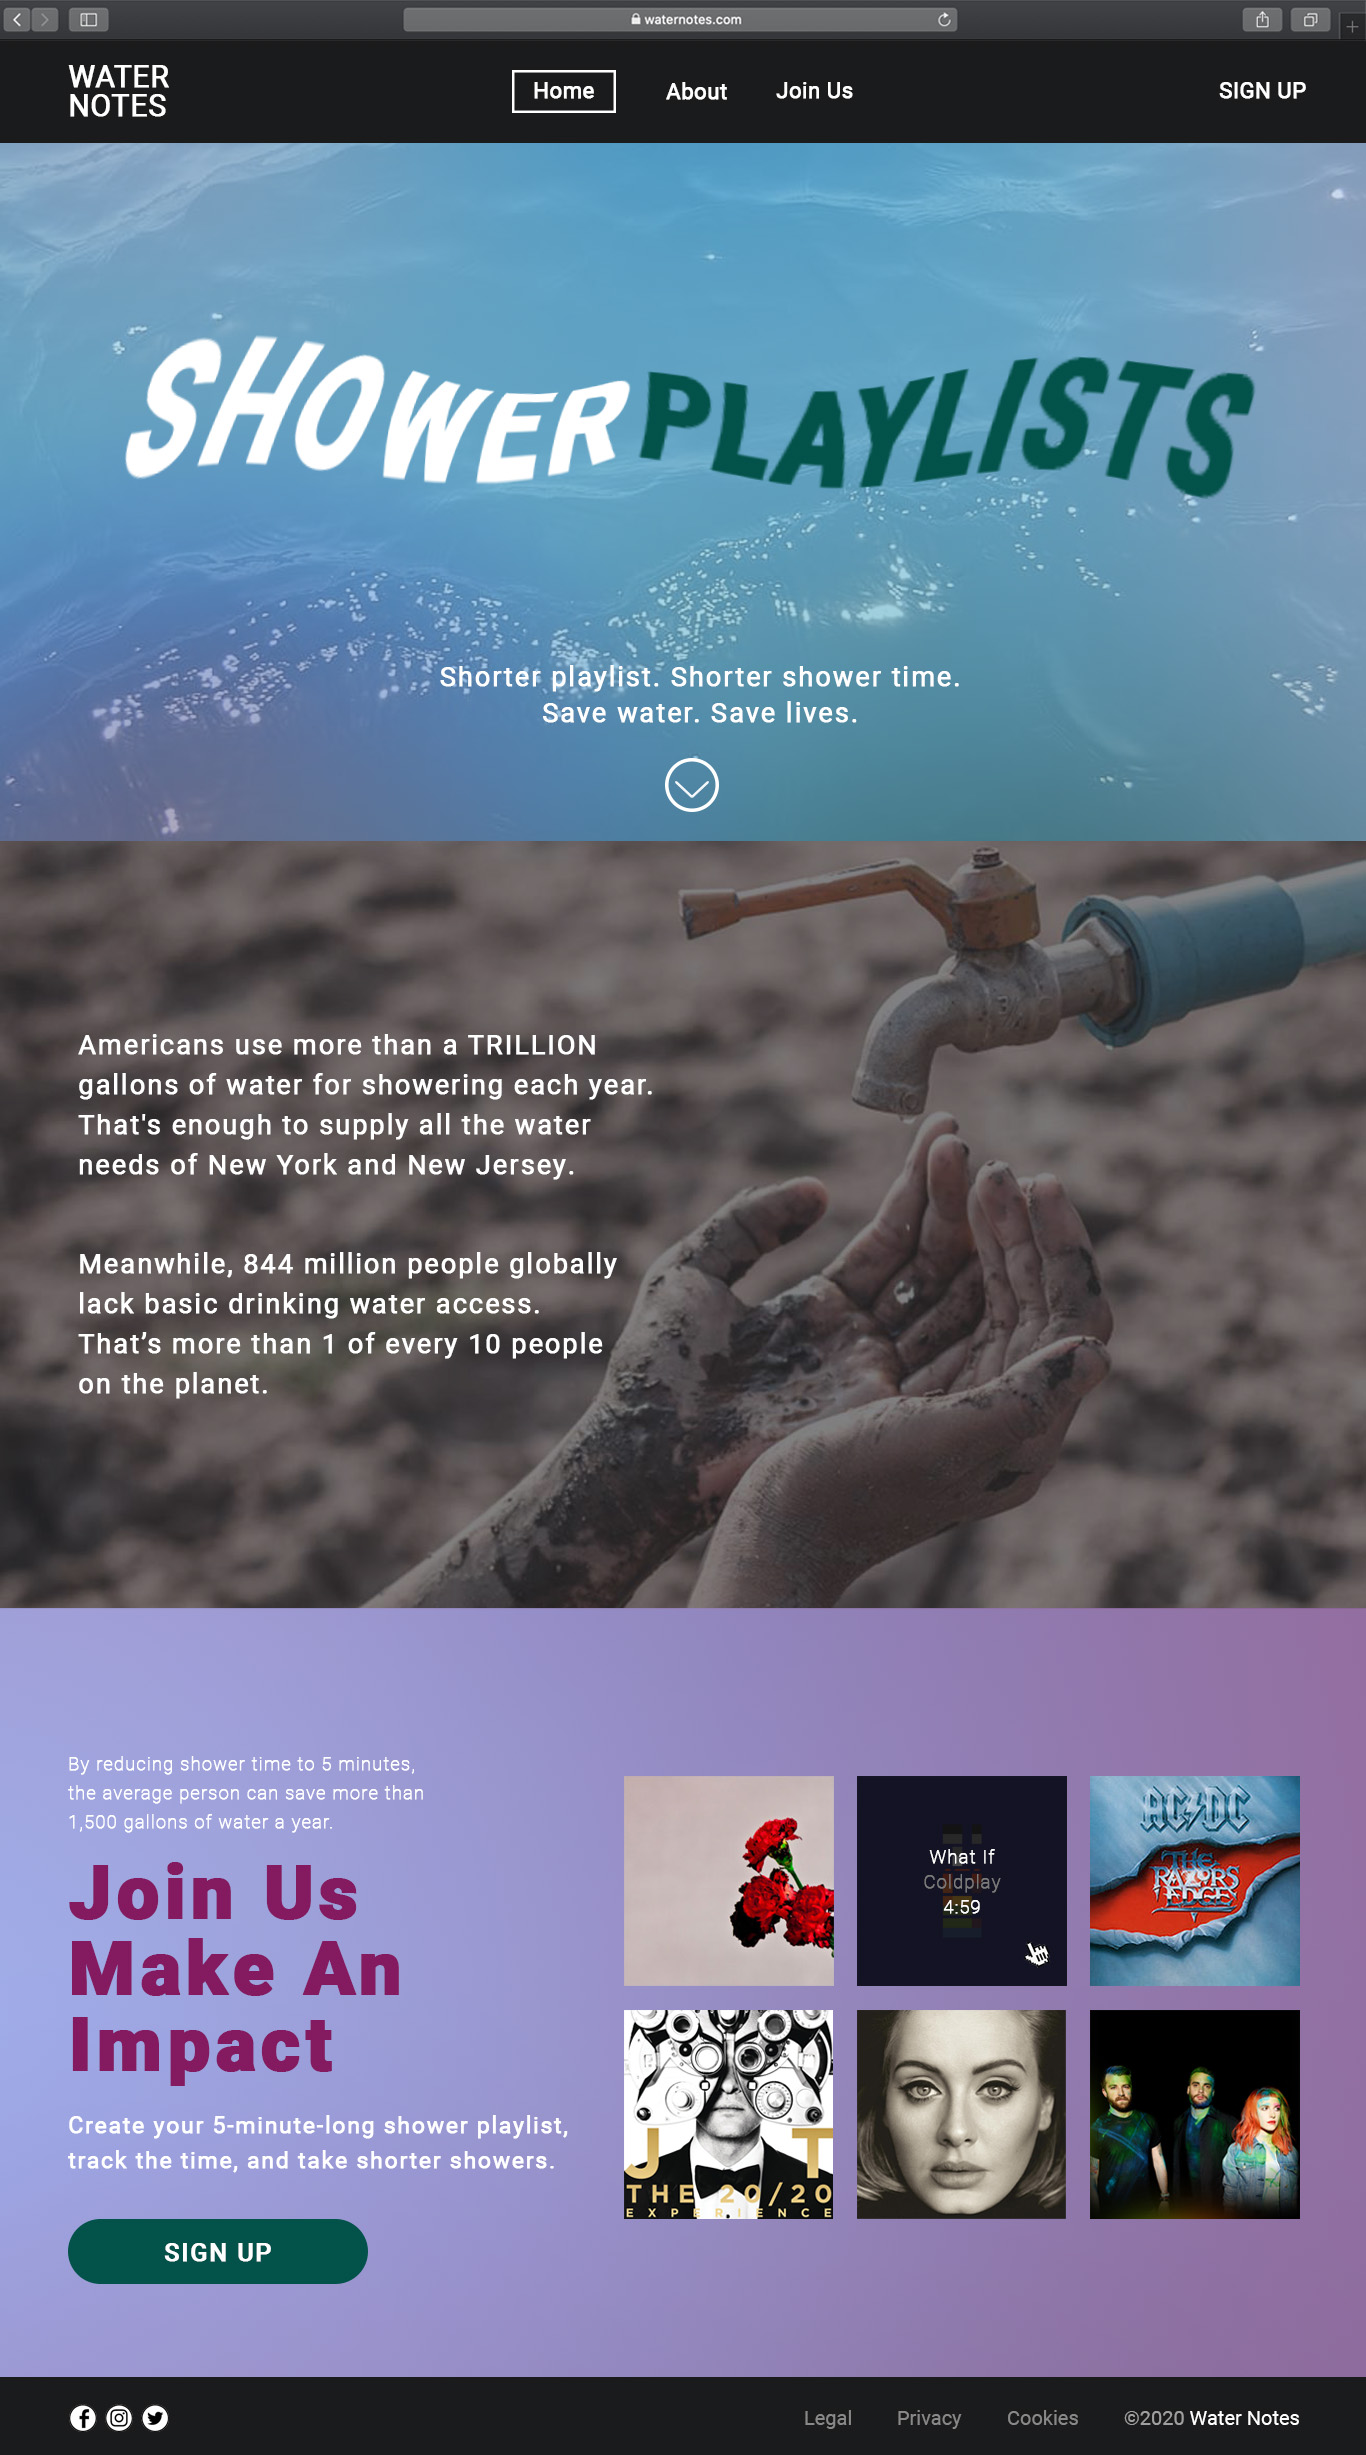 waternotes.com
WATER
NOTES
Home
About
Join Us
SIGN UP
SHOWER PLAYLISTS
Shorter playlist. Shorter shower time.
Save water. Save lives.
Americans use more than a TRILLION
gallons of water for showering each year.
That's enough to supply all the water
needs of New York and New Jersey.
Meanwhile, 844 million people globally
lack basic drinking water access.
That’s more than 1 of every 10 people
on the planet.
By reducing shower time to 5 minutes,
the average person can save more than
1,500 gallons of water a year.
Join Us
Make An
Impact
Create your 5-minute-long shower playlist,
track the time, and take shorter showers.
SIGN UP
What If
Coldplay
4:59
AC/DC
THE
RAZORS
EDGE
J T
THE 20/20
EXPERIENCE
Legal
Privacy
Cookies
©2020 Water Notes